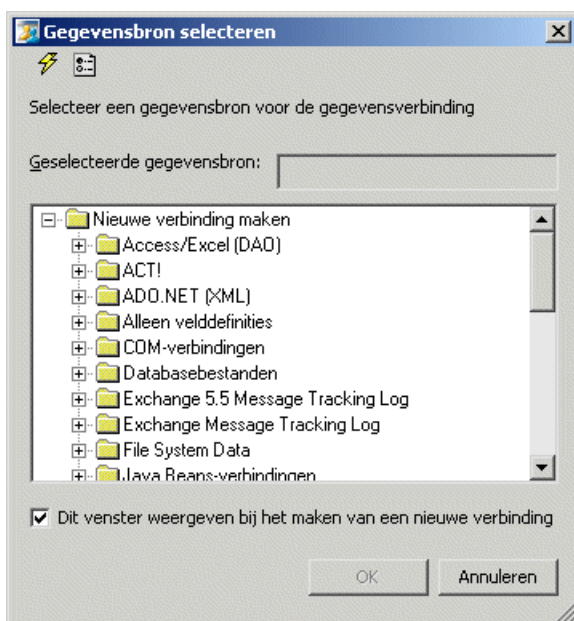 Gegevensbron selecteren
Selecteer een gegevensbron voor de gegevensverbinding
Geselecteerde gegevensbron:
Nieuwe verbinding maken
Access/Excel (DAO)
ACT!
ADO.NET (XML)
Alleen velddefinities
COM-verbindingen
Databasebestanden
Exchange 5.5 Message Tracking Log
Exchange Message Tracking Log
File System Data
Java Beans-verbindingen
Dit venster weergeven bij het maken van een nieuwe verbinding
OK Annuleren